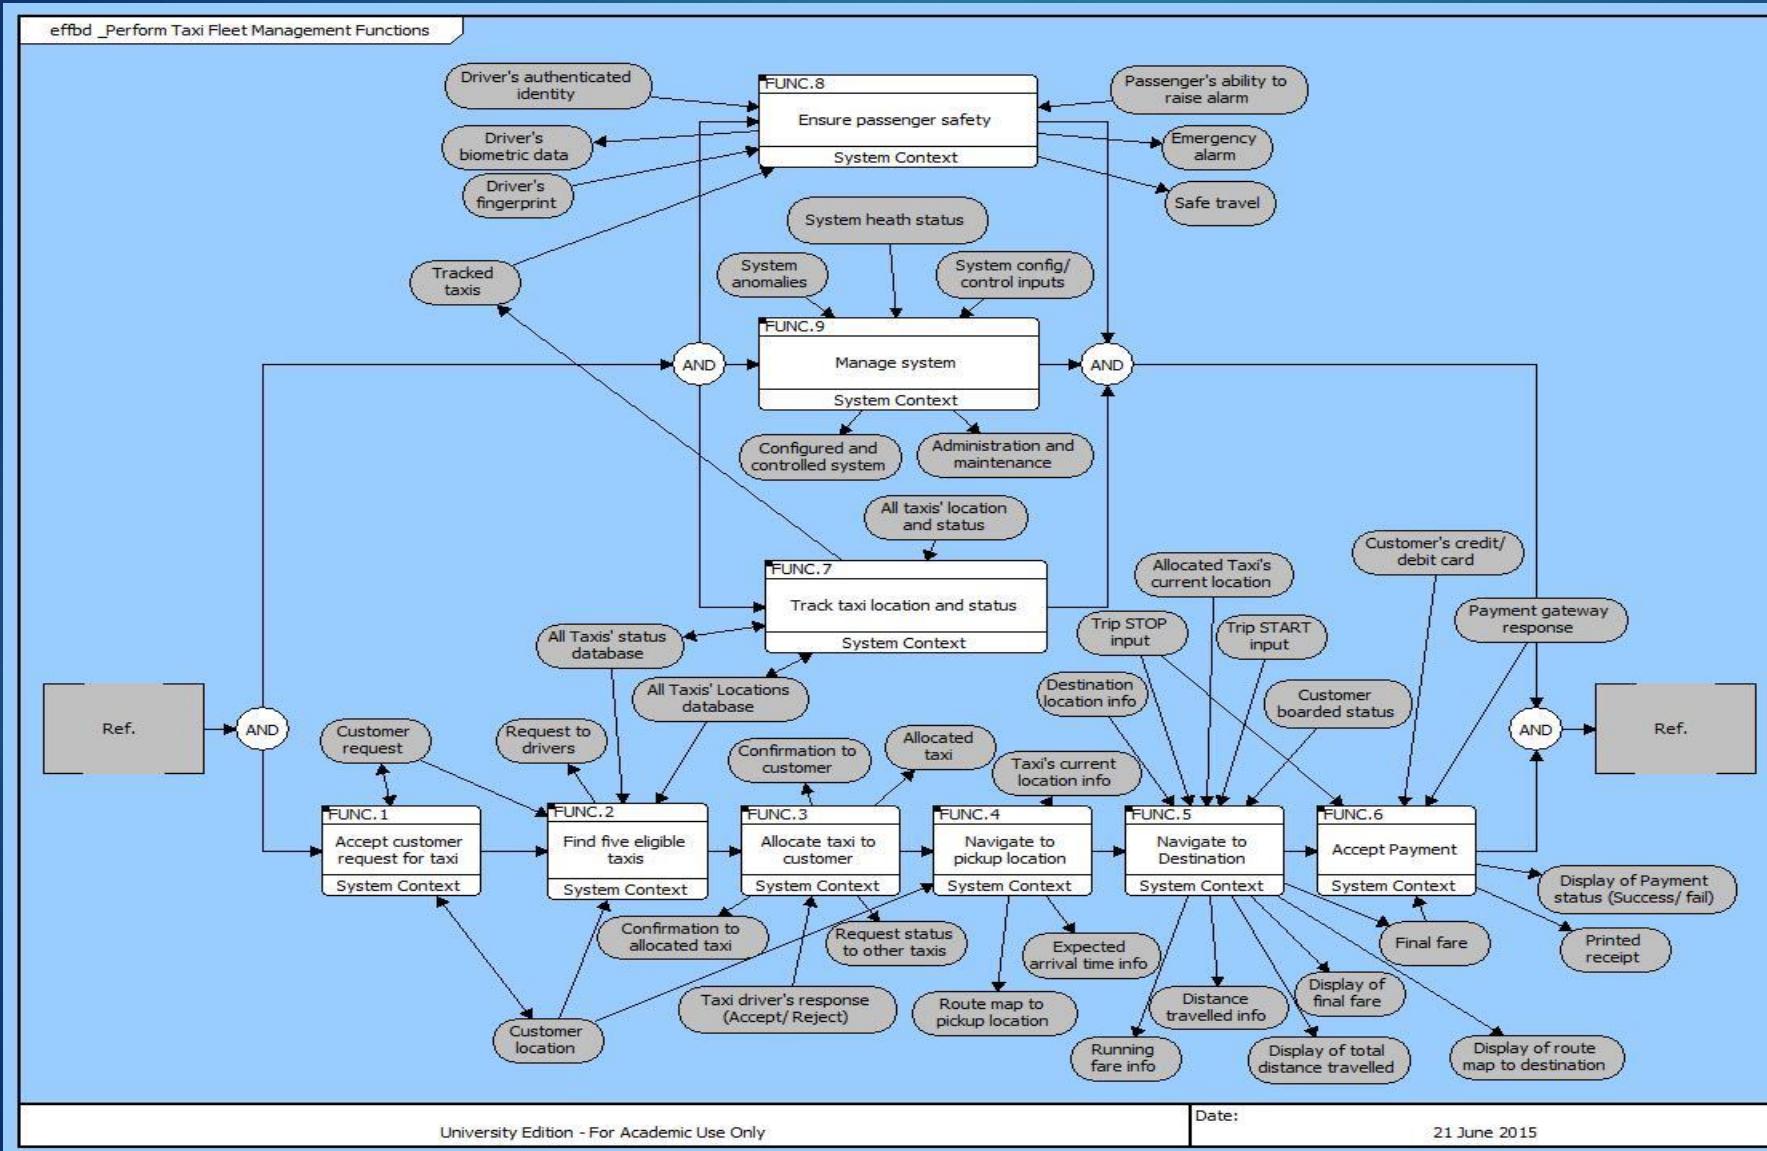 effbd _Perform Taxi Fleet Management Functions
Driver's authenticated
identity
FUNC.8
Ensure passenger safety
System Context
Passenger's ability to
raise alarm
Driver's
biometric data
Emergency
alarm
Driver's
fingerprint
Safe travel
System heath status
Tracked
taxis
System
anomalies
System config/
control inputs
FUNC.9
Manage system
System Context
AND
AND
Configured and
controlled system
Administration and
maintenance
All taxis' location
and status
Customer's credit/
debit card
Allocated Taxi's
current location
FUNC.7
Track taxi location and status
System Context
All Taxis' status
database
Trip STOP
input
Trip START
input
Payment gateway
response
All Taxis' Locations
database
Destination
location info
Customer
boarded status
Ref.
AND
Customer
request
Request to
drivers
Confirmation to
customer
Allocated
taxi
Taxi's current
location info
AND
Ref.
FUNC.1
Accept customer
request for taxi
System Context
FUNC.2
Find five eligible
taxis
System Context
FUNC.3
Allocate taxi to
customer
System Context
FUNC.4
Navigate to
pickup location
System Context
FUNC.5
Navigate to
Destination
System Context
FUNC.6
Accept Payment
System Context
Display of Payment
status (Success/ fail)
Confirmation to
allocated taxi
Request status
to other taxis
Expected
arrival time info
Final fare
Printed
receipt
Customer
location
Taxi driver's response
(Accept/ Reject)
Route map to
pickup location
Distance
travelled info
Display of
final fare
Running
fare info
Display of total
distance travelled
Display of route
map to destination
University Edition - For Academic Use Only
Date:
21 June 2015